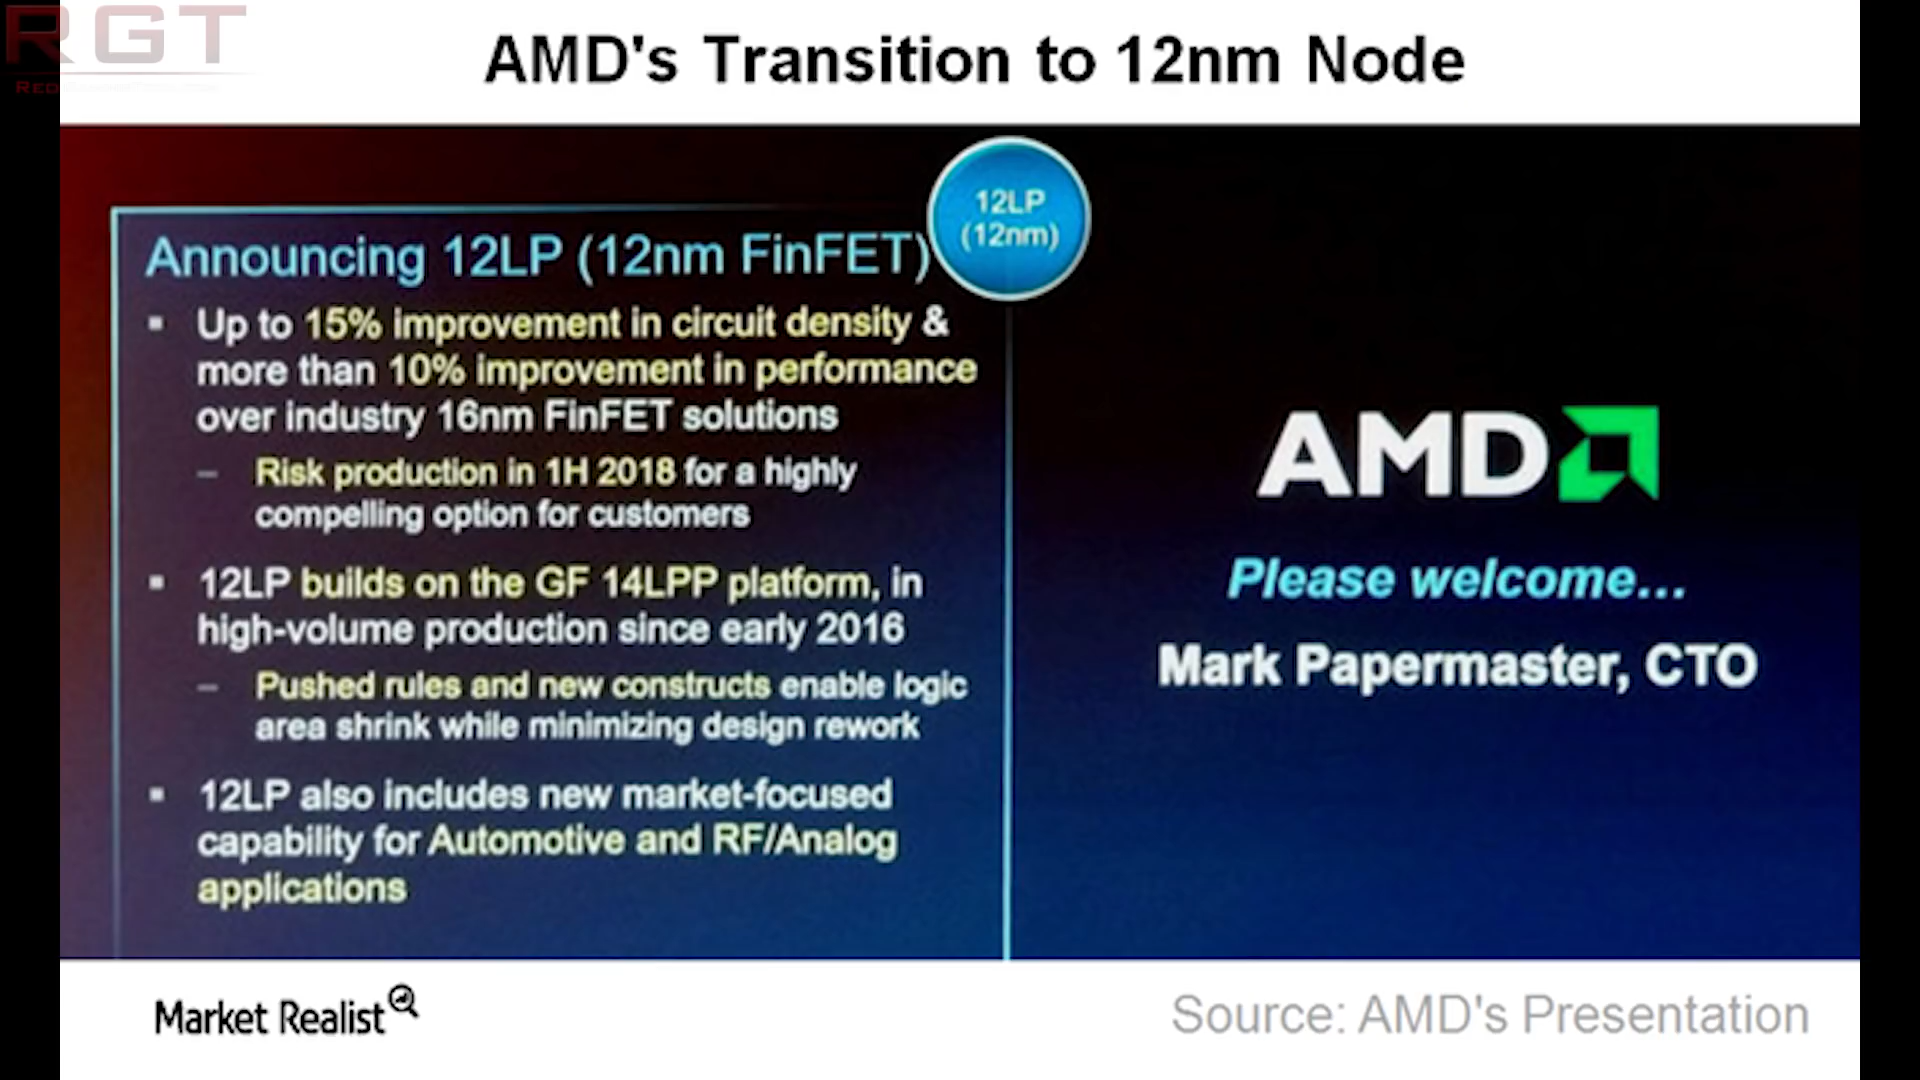 RGT
AMD's Transition to 12nm Node
12LP
(12nm)
Announcing 12LP (12nm FinFET)
▪ Up to 15% improvement in circuit density &
more than 10% improvement in performance
over industry 16nm FinFET solutions
– Risk production in 1H 2018 for a highly
compelling option for customers
▪ 12LP builds on the GF 14LPP platform, in
high-volume production since early 2016
– Pushed rules and new constructs enable logic
area shrink while minimizing design rework
▪ 12LP also includes new market-focused
capability for Automotive and RF/Analog
applications
AMD
Please welcome...
Mark Papermaster, CTO
Market Realist
Source: AMD's Presentation